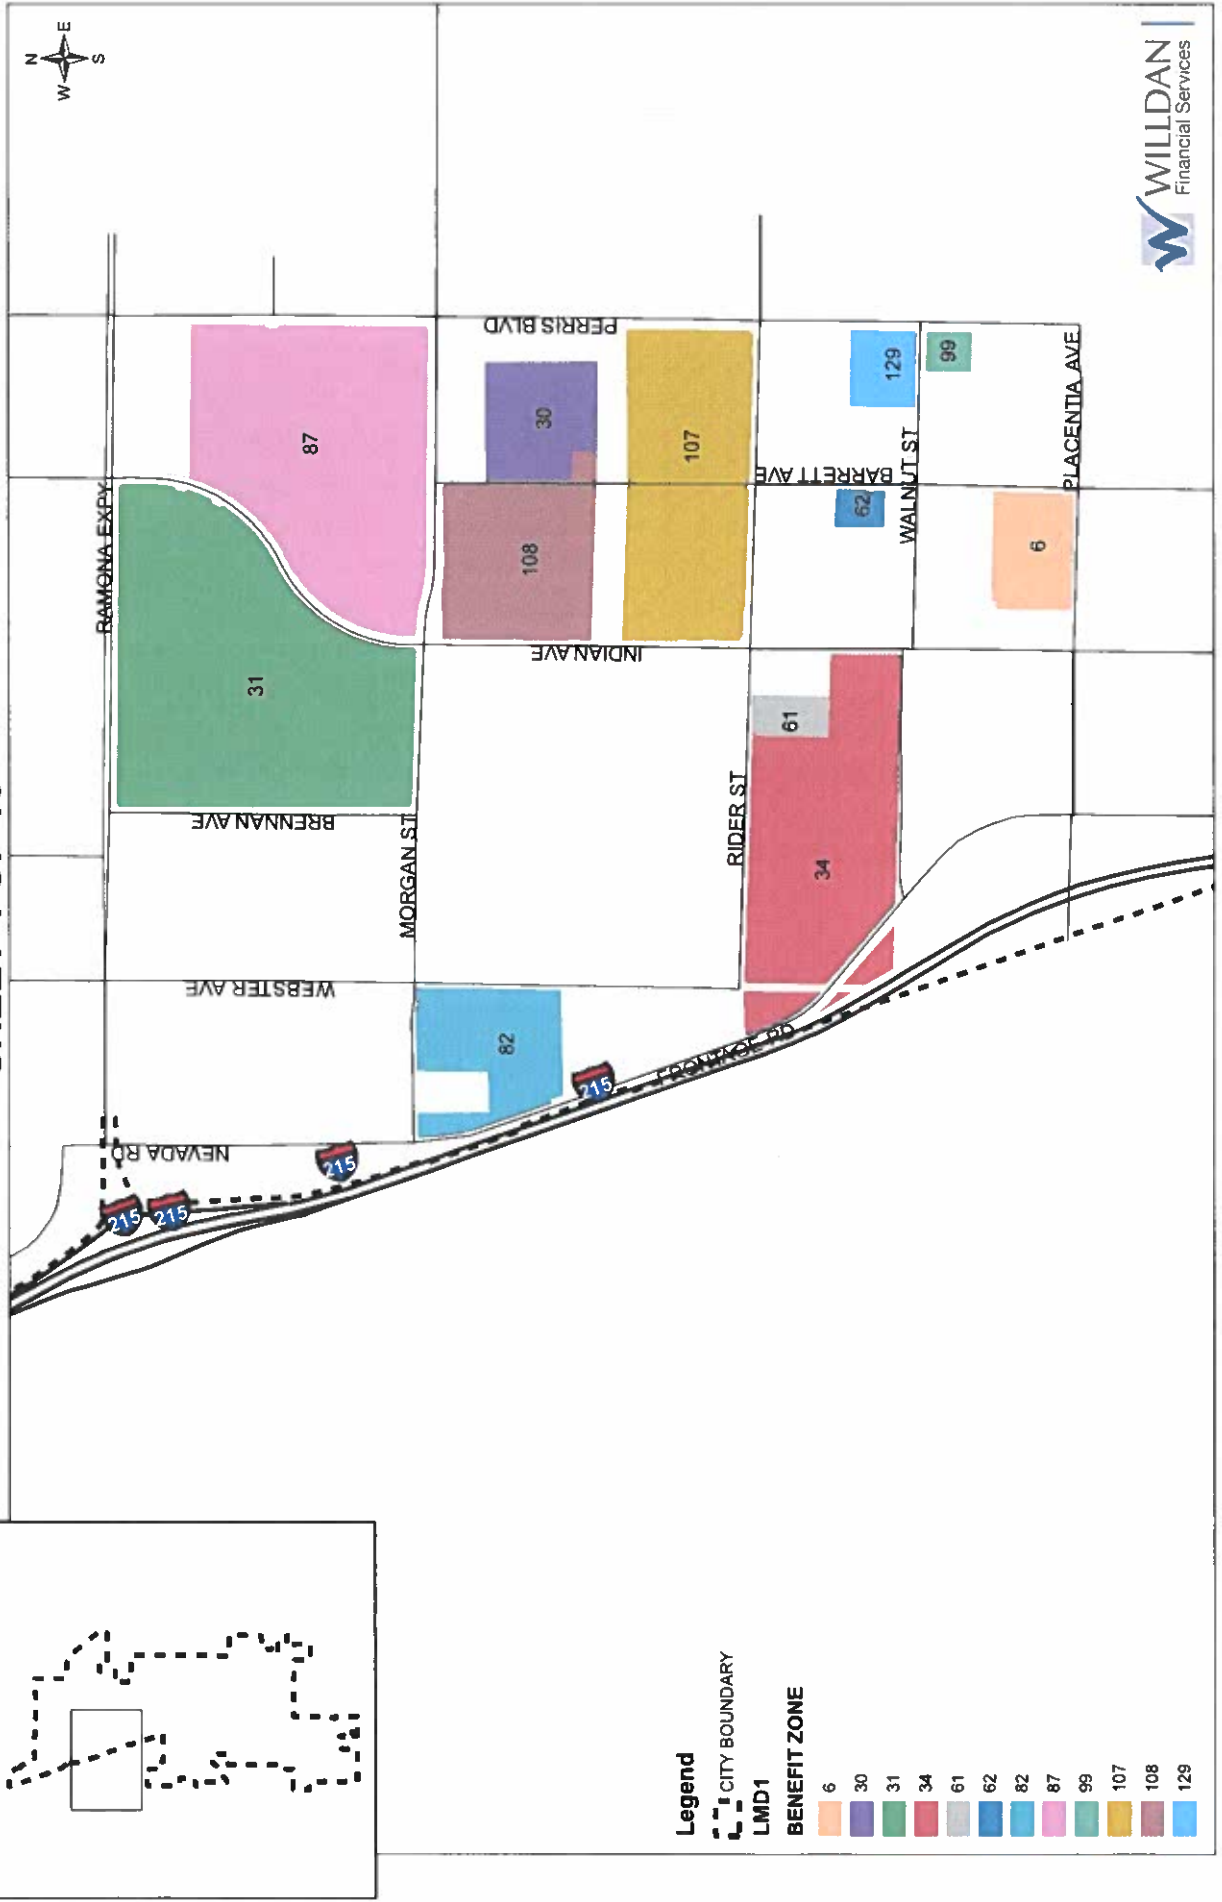 N
W
E
S
RAMONA EXPY
31
87
BRENNAN AVE
MORGAN ST
WEBSTER AVE
NEVADA RD
215
215
215
215
82
FRONTAGE RD
PERRIS BLVD
30
108
INDIAN AVE
107
RIDER ST
61
34
BARRETT AVE
62
129
WALNUT ST
99
6
PLACENTIA AVE
Legend
CITY BOUNDARY
LMD1
BENEFIT ZONE
6
30
31
34
61
62
82
87
99
107
108
129
WILLDAN
Financial Services